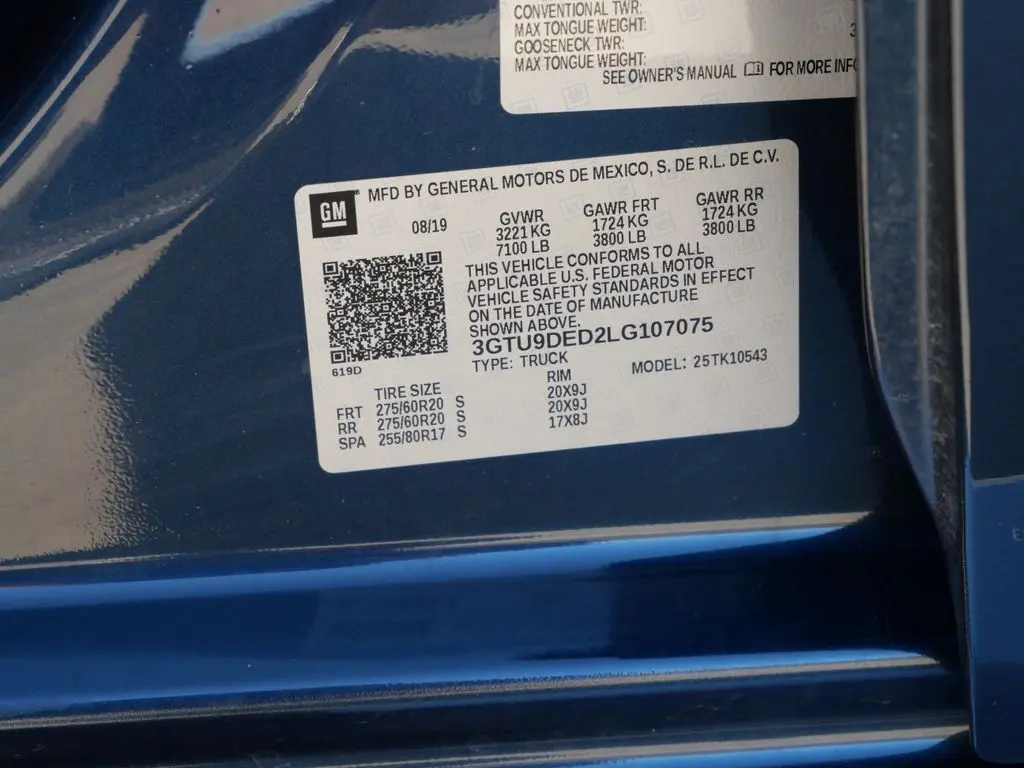 CONVENTIONAL TWR:
MAX TONGUE WEIGHT:
GOOSENECK TWR:
MAX TONGUE WEIGHT:
SEE OWNER'S MANUAL FOR MORE INFO
GM
MFD BY GENERAL MOTORS DE MEXICO, S. DE R.L. DE C.V.
08/19
GVWR GAWR FRT GAWR RR
3221 KG 1724 KG 1724 KG
7100 LB 3800 LB 3800 LB
THIS VEHICLE CONFORMS TO ALL
APPLICABLE U.S. FEDERAL MOTOR
VEHICLE SAFETY STANDARDS IN EFFECT
ON THE DATE OF MANUFACTURE
SHOWN ABOVE.
3GTU9DED2LG107075
619D
TYPE: TRUCK MODEL: 25TK10543
TIRE SIZE RIM
FRT 275/60R20 S 20X9J
RR 275/60R20 S 20X9J
SPA 255/80R17 S 17X8J